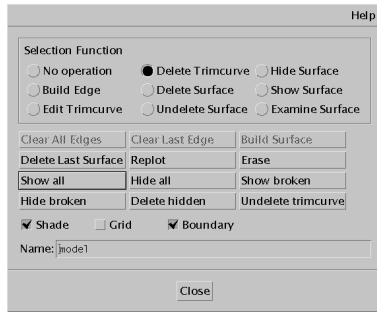 Help
Selection Function
No operation Delete Trimcurve Hide Surface
Build Edge Delete Surface Show Surface
Edit Trimcurve Undelete Surface Examine Surface
Clear All Edges Clear Last Edge Build Surface
Delete Last Surface Replot Erase
Show all Hide all Show broken
Hide broken Delete hidden Undelete trimcurve
Shade Grid Boundary
Name: model
Close